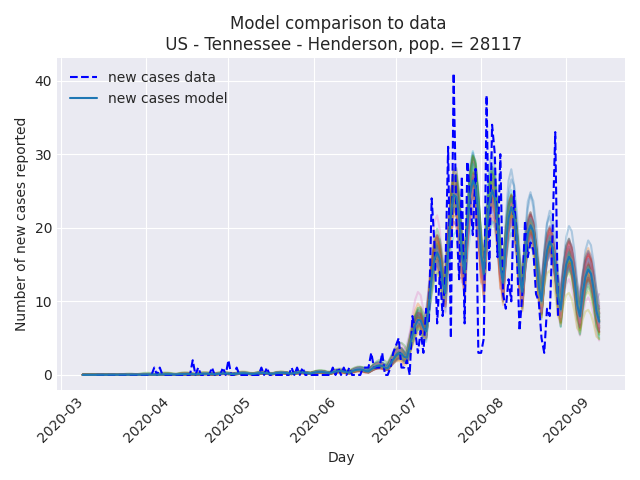 Model comparison to data
US - Tennessee - Henderson, pop. = 28117
new cases data
new cases model
Number of new cases reported
40
30
20
10
0
2020-03
2020-04
2020-05
2020-06
2020-07
2020-08
2020-09
Day